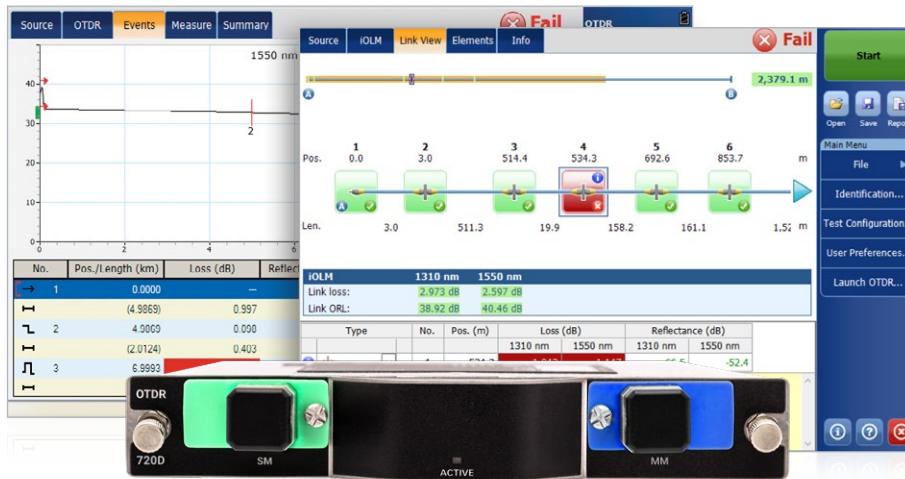 Source OTDR Events Measure Summary
Fail
OTDR
1550 nm
40
30
20
10
0
0 2 4 6
2
No. Pos./Length (km) Loss (dB)
1 0.0000 ---
(4.9869) 0.997
2 4.9869 0.098
(2.0124) 0.403
3 6.9993
Source iOLM Link View Elements Info
Fail
2,379.1 m
A B
1 2 3 4 5 6
Pos. 0.0 3.0 514.4 534.3 692.6 853.7 m
A
Len. 3.0 511.3 19.9 158.2 161.1 m
iOLM 1310 nm 1550 nm
Link loss: 2.973 dB 2.597 dB
Link ORL: 38.92 dB 40.46 dB
Type No. Pos. (m) Loss (dB) Reflectance (dB)
1310 nm 1550 nm 1310 nm 1550 nm
-52.4
Start
Open Save
Main Menu
File
Identification...
Test Configuration
User Preferences..
Launch OTDR...
OTDR
720D
SM
ACTIVE
MM